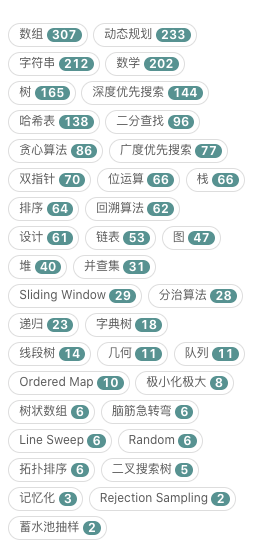 数组 307 动态规划 233
字符串 212 数学 202
树 165 深度优先搜索 144
哈希表 138 二分查找 96
贪心算法 86 广度优先搜索 77
双指针 70 位运算 66 栈 66
排序 64 回溯算法 62
设计 61 链表 53 图 47
堆 40 并查集 31
Sliding Window 29 分治算法 28
递归 23 字典树 18
线段树 14 几何 11 队列 11
Ordered Map 10 极小化极大 8
树状数组 6 脑筋急转弯 6
Line Sweep 6 Random 6
拓扑排序 6 二叉搜索树 5
记忆化 3 Rejection Sampling 2
蓄水池抽样 2